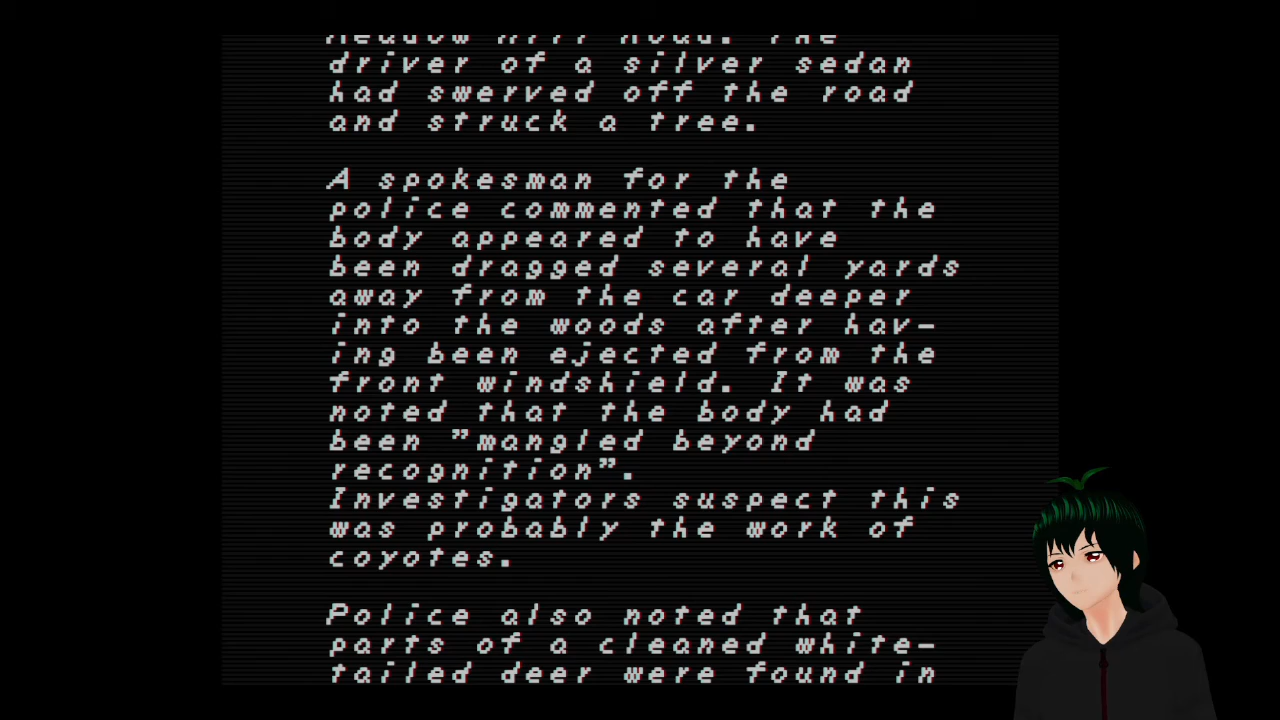 Meadow Hill Road. The
driver of a silver sedan
had swerved off the road
and struck a tree.
A spokesman for the
police commented that the
body appeared to have
been dragged several yards
away from the car deeper
into the woods after hav-
ing been ejected from the
front windshield. It was
noted that the body had
been "mangled beyond
recognition".
Investigators suspect this
was probably the work of
coyotes.
Police also noted that
parts of a cleaned white-
tailed deer were found in